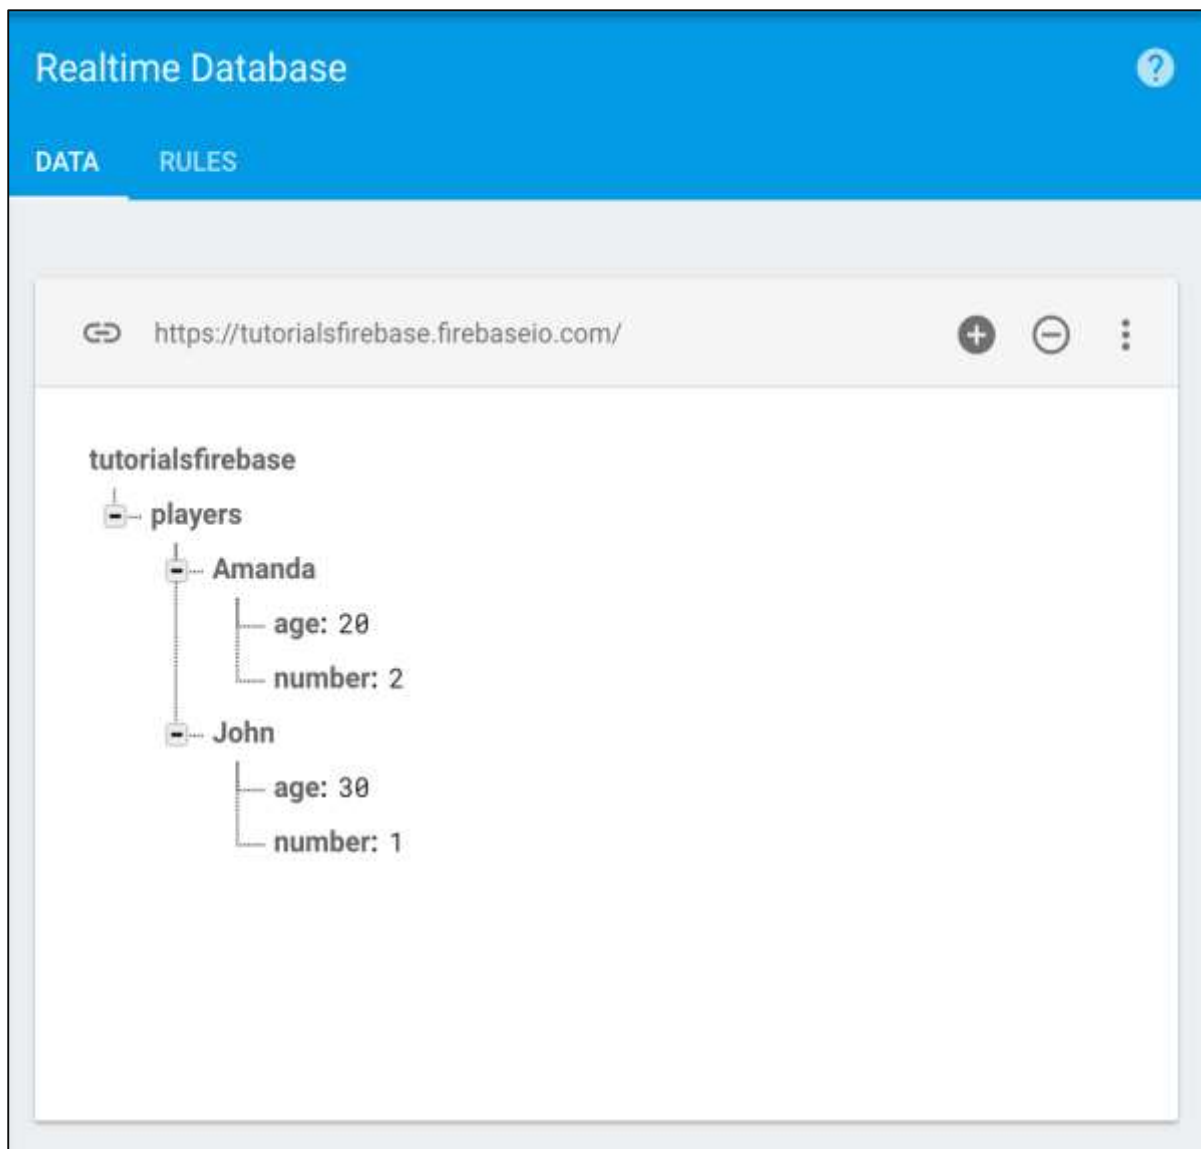 Realtime Database
DATA RULES
https://tutorialsfirebase.firebaseio.com/
tutorialsfirebase
players
Amanda
age: 20
number: 2
John
age: 30
number: 1